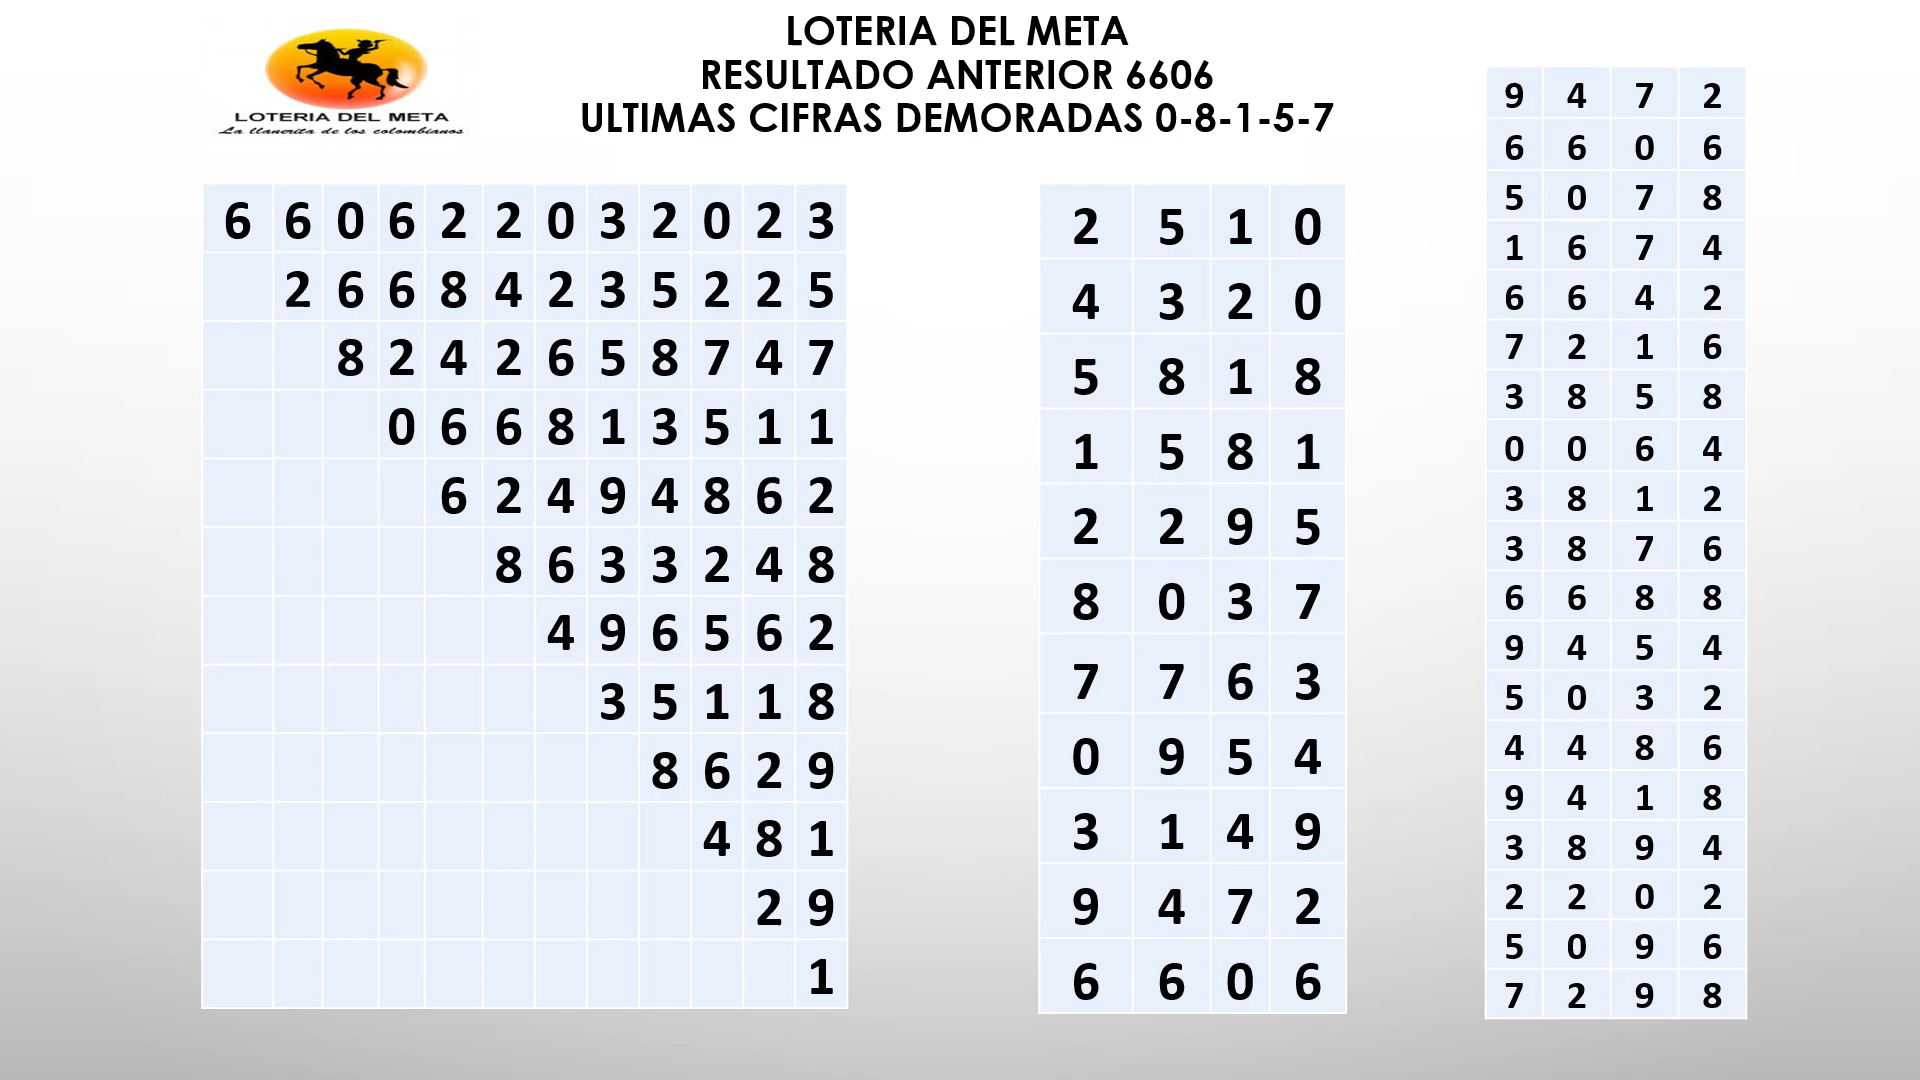 LOTERIA DEL META
RESULTADO ANTERIOR 6606
ULTIMAS CIFRAS DEMORADAS 0-8-1-5-7
LOTERIA DEL META
La llanerita de los colombianos
6 6 0 6 2 2 0 3 2 0 2 3
2 6 6 8 4 2 3 5 2 2 5
8 2 4 2 6 5 8 7 4 7
0 6 6 8 1 3 5 1 1
6 2 4 9 4 8 6 2
8 6 3 3 2 4 8
4 9 6 5 6 2
3 5 1 1 8
8 6 2 9
4 8 1
2 9
1
2 5 1 0
4 3 2 0
5 8 1 8
1 5 8 1
2 2 9 5
8 0 3 7
7 7 6 3
0 9 5 4
3 1 4 9
9 4 7 2
6 6 0 6
9 4 7 2
6 6 0 6
5 0 7 8
1 6 7 4
6 6 4 2
7 2 1 6
3 8 5 8
0 0 6 4
3 8 1 2
3 8 7 6
6 6 8 8
9 4 5 4
5 0 3 2
4 4 8 6
9 4 1 8
3 8 9 4
2 2 0 2
5 0 9 6
7 2 9 8